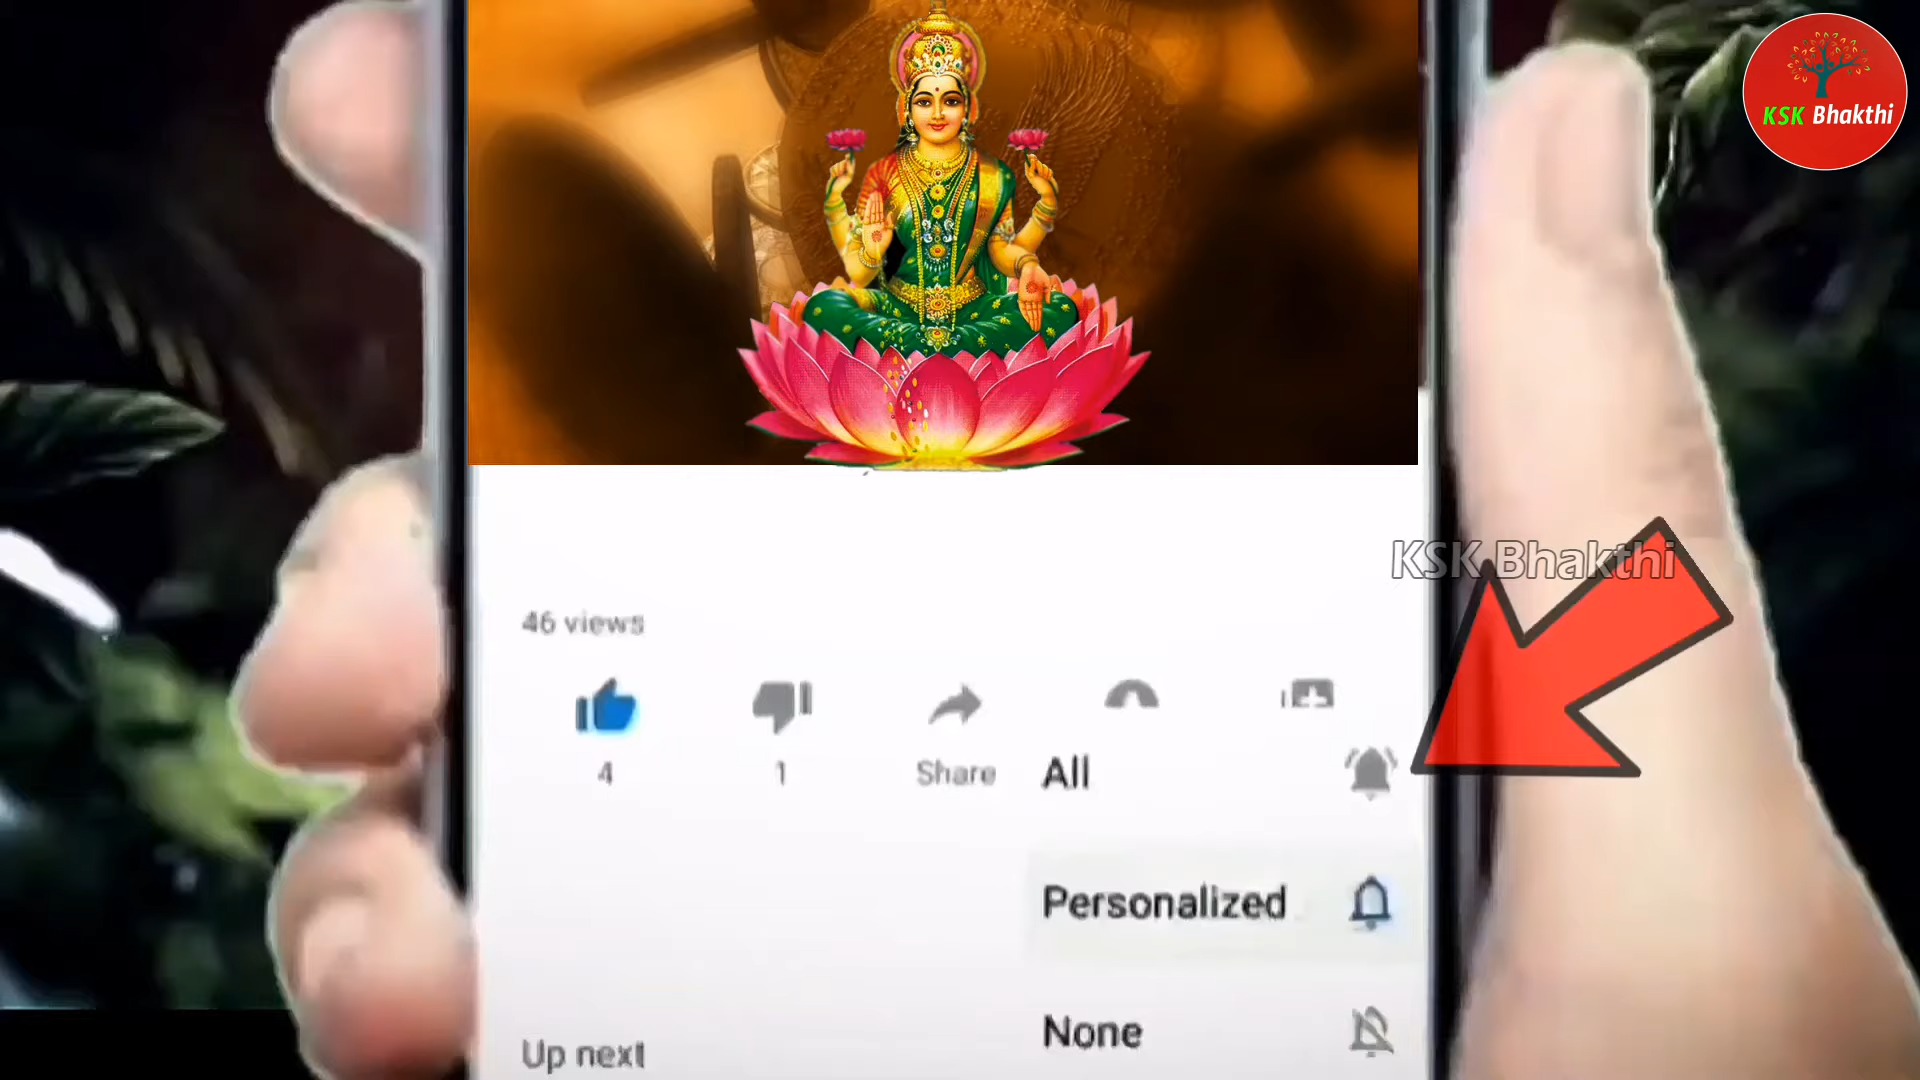 KSK Bhakthi
KSK Bhakthi
46 views
4
1
Share
All
Personalized
None
Up next